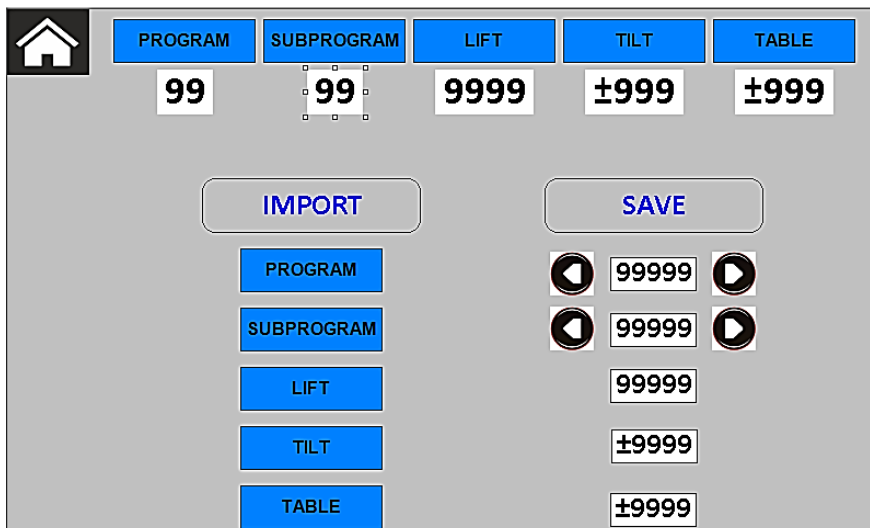 PROGRAM SUBPROGRAM LIFT TILT TABLE
99 99 9999 ±999 ±999
IMPORT SAVE
PROGRAM 99999
SUBPROGRAM 99999
LIFT 99999
TILT ±9999
TABLE ±9999